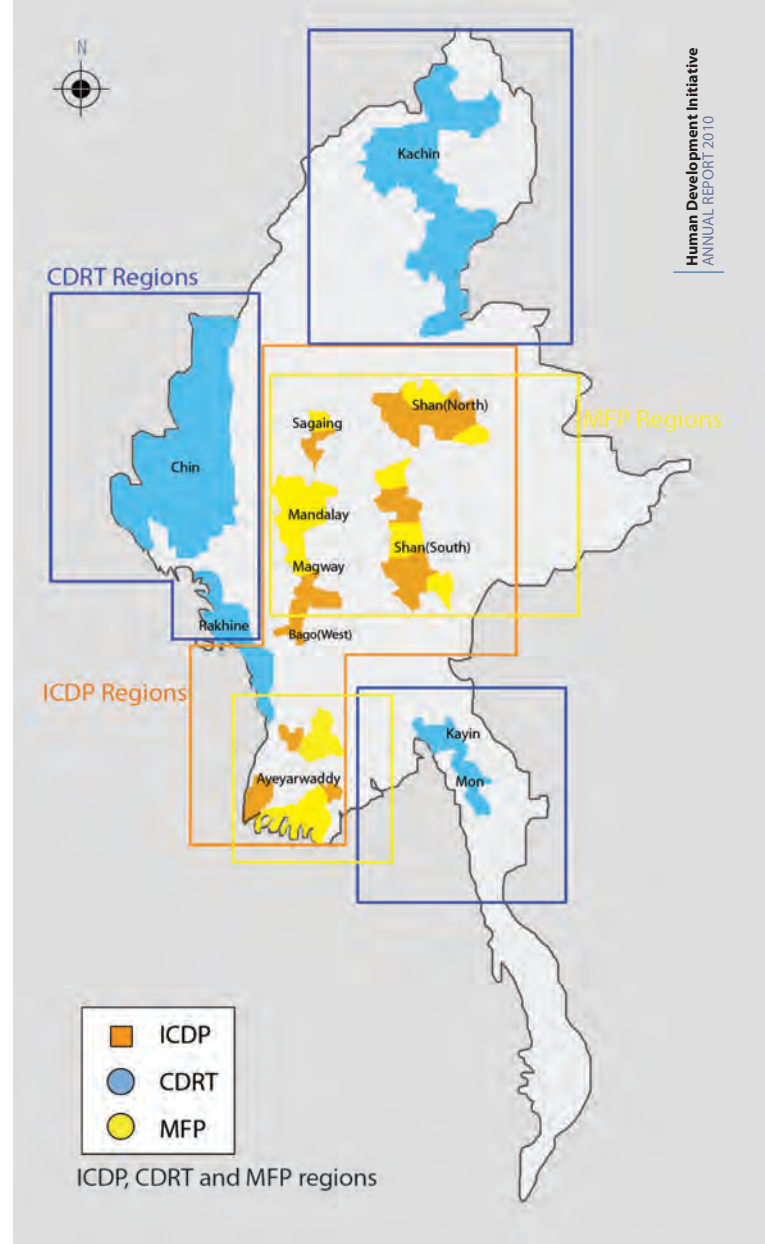 N
Human Development Initiative
ANNUAL REPORT 2010
Kachin
CDRT Regions
Shan(North)
Sagaing
MFP Regions
Chin
Mandalay
Shan(South)
Magway
Rakhine
Bago(West)
ICDP Regions
Kayin
Ayeyarwaddy
Mon
ICDP
CDRT
MFP
ICDP, CDRT and MFP regions